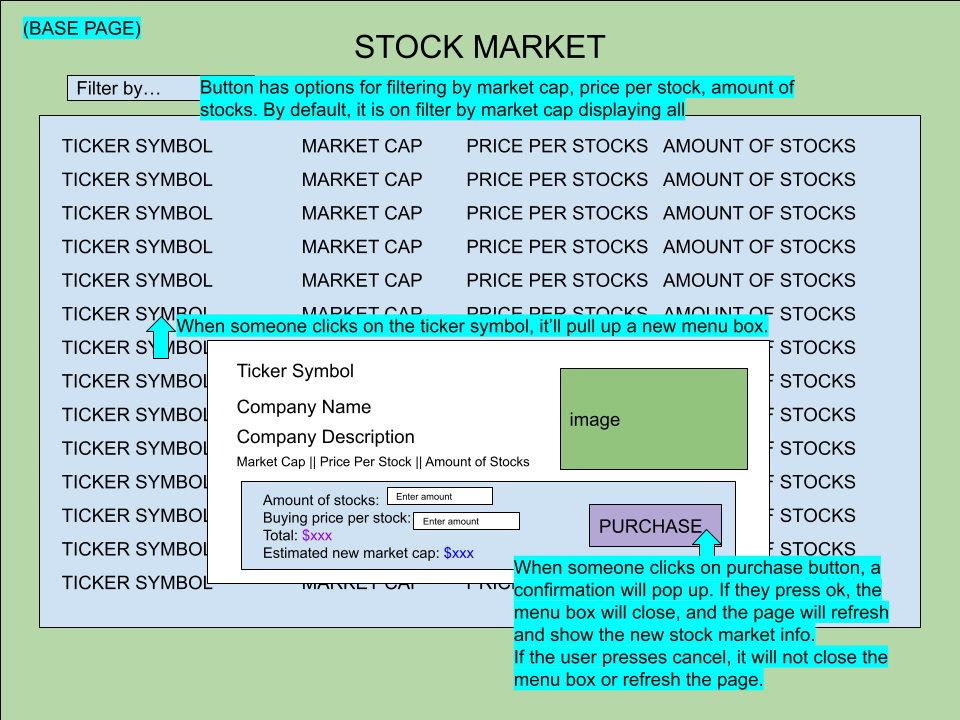 (BASE PAGE)
STOCK MARKET
Filter by…
Button has options for filtering by market cap, price per stock, amount of
stocks. By default, it is on filter by market cap displaying all
TICKER SYMBOL MARKET CAP PRICE PER STOCKS AMOUNT OF STOCKS
TICKER SYMBOL MARKET CAP PRICE PER STOCKS AMOUNT OF STOCKS
TICKER SYMBOL MARKET CAP PRICE PER STOCKS AMOUNT OF STOCKS
TICKER SYMBOL MARKET CAP PRICE PER STOCKS AMOUNT OF STOCKS
TICKER SYMBOL MARKET CAP PRICE PER STOCKS AMOUNT OF STOCKS
TICKER SYMBOL MARKET CAP PRICE PER STOCKS AMOUNT OF STOCKS
When someone clicks on the ticker symbol, it'll pull up a new menu box.
TICKER SYMBOL STOCKS
TICKER SYMBOL OF STOCKS
TICKER SYMBOL OF STOCKS
TICKER SYMBOL OF STOCKS
TICKER SYMBOL OF STOCKS
TICKER SYMBOL OF STOCKS
TICKER SYMBOL OF STOCKS
TICKER SYMBOL MARKET CAP
Ticker Symbol
Company Name
Company Description
Market Cap || Price Per Stock || Amount of Stocks
image
Amount of stocks: Enter amount
Buying price per stock: Enter amount
Total: $xxx
Estimated new market cap: $xxx
PURCHASE
When someone clicks on purchase button, a
confirmation will pop up. If they press ok, the
menu box will close, and the page will refresh
and show the new stock market info.
If the user presses cancel, it will not close the
menu box or refresh the page.